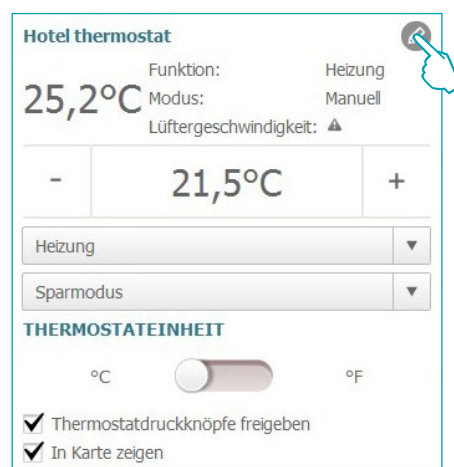 Hotel thermostat
25,2°C
Funktion: Heizung
Modus: Manuell
Lüftergeschwindigkeit:
- 21,5°C +
Heizung
Sparmodus
THERMOSTATEINHEIT
°C °F
Thermostatdruckknöpfe freigeben
In Karte zeigen